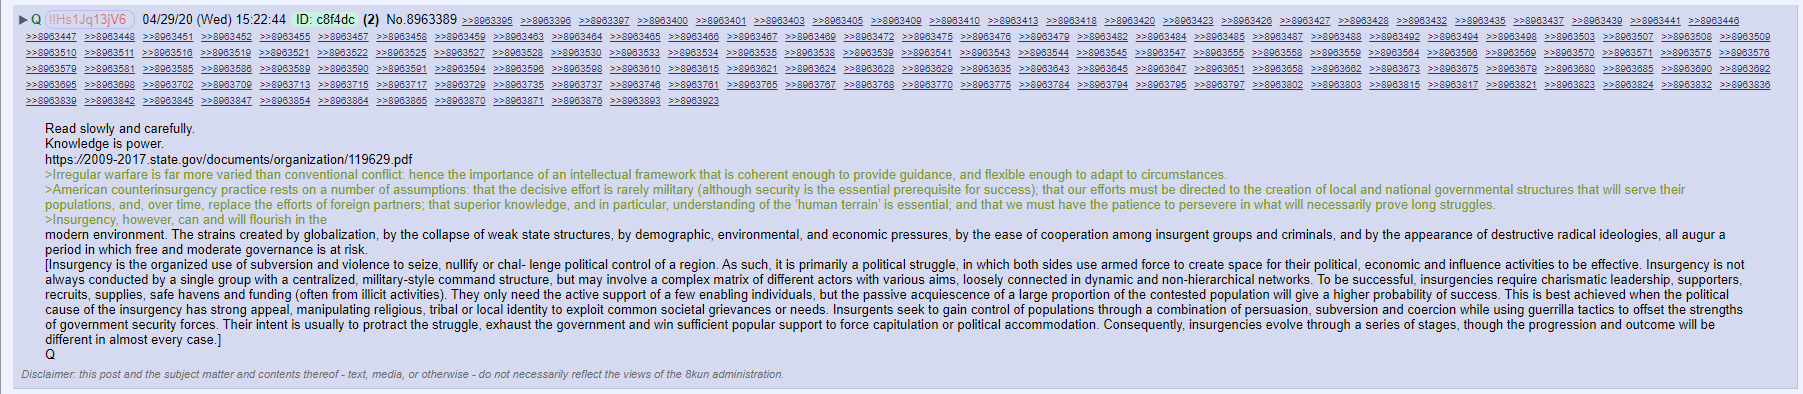 ▶Q !!Hs1Jq13jV6 04/29/20 (Wed) 15:22:44 ID: c8f4dc (2) No.8963389 >>8963395 >>8963396 >>8963397 >>8963400 >>8963401 >>8963403 >>8963405 >>8963409 >>8963410 >>8963413 >>8963418 >>8963420 >>8963423 >>8963426 >>8963427 >>8963428 >>8963432 >>8963435 >>8963437 >>8963439 >>8963441 >>8963446
>>8963447 >>8963448 >>8963451 >>8963452 >>8963455 >>8963457 >>8963458 >>8963459 >>8963463 >>8963464 >>8963465 >>8963466 >>8963467 >>8963469 >>8963472 >>8963475 >>8963476 >>8963479 >>8963482 >>8963484 >>8963485 >>8963487 >>8963488 >>8963492 >>8963494 >>8963498 >>8963503 >>8963507 >>8963508 >>8963509
>>8963510 >>8963511 >>8963516 >>8963519 >>8963521 >>8963522 >>8963525 >>8963527 >>8963528 >>8963530 >>8963533 >>8963534 >>8963535 >>8963538 >>8963539 >>8963541 >>8963543 >>8963544 >>8963545 >>8963547 >>8963555 >>8963558 >>8963559 >>8963564 >>8963566 >>8963569 >>8963570 >>8963571 >>8963575 >>8963576
>>8963579 >>8963581 >>8963585 >>8963586 >>8963589 >>8963590 >>8963591 >>8963594 >>8963596 >>8963598 >>8963610 >>8963615 >>8963621 >>8963624 >>8963628 >>8963629 >>8963635 >>8963643 >>8963645 >>8963647 >>8963651 >>8963658 >>8963662 >>8963673 >>8963675 >>8963679 >>8963680 >>8963685 >>8963690 >>8963692
>>8963695 >>8963698 >>8963702 >>8963709 >>8963713 >>8963715 >>8963717 >>8963729 >>8963735 >>8963737 >>8963746 >>8963761 >>8963765 >>8963767 >>8963768 >>8963770 >>8963775 >>8963784 >>8963794 >>8963795 >>8963797 >>8963802 >>8963803 >>8963815 >>8963817 >>8963821 >>8963823 >>8963824 >>8963832 >>8963836
>>8963839 >>8963842 >>8963845 >>8963847 >>8963854 >>8963864 >>8963865 >>8963870 >>8963871 >>8963876 >>8963893 >>8963923
Read slowly and carefully.
Knowledge is power.
https://2009-2017.state.gov/documents/organization/119629.pdf
>Irregular warfare is far more varied than conventional conflict: hence the importance of an intellectual framework that is coherent enough to provide guidance, and flexible enough to adapt to circumstances.
>American counterinsurgency practice rests on a number of assumptions: that the decisive effort is rarely military (although security is the essential prerequisite for success); that our efforts must be directed to the creation of local and national governmental structures that will serve their
populations, and, over time, replace the efforts of foreign partners; that superior knowledge, and in particular, understanding of the 'human terrain' is essential; and that we must have the patience to persevere in what will necessarily prove long struggles.
>Insurgency, however, can and will flourish in the
modern environment. The strains created by globalization, by the collapse of weak state structures, by demographic, environmental, and economic pressures, by the ease of cooperation among insurgent groups and criminals, and by the appearance of destructive radical ideologies, all augur a
period in which free and moderate governance is at risk.
[Insurgency is the organized use of subversion and violence to seize, nullify or chal- lenge political control of a region. As such, it is primarily a political struggle, in which both sides use armed force to create space for their political, economic and influence activities to be effective. Insurgency is not
always conducted by a single group with a centralized, military-style command structure, but may involve a complex matrix of different actors with various aims, loosely connected in dynamic and non-hierarchical networks. To be successful, insurgencies require charismatic leadership, supporters,
recruits, supplies, safe havens and funding (often from illicit activities). They only need the active support of a few enabling individuals, but the passive acquiescence of a large proportion of the contested population will give a higher probability of success. This is best achieved when the political
cause of the insurgency has strong appeal, manipulating religious, tribal or local identity to exploit common societal grievances or needs. Insurgents seek to gain control of populations through a combination of persuasion, subversion and coercion while using guerrilla tactics to offset the strengths
of government security forces. Their intent is usually to protract the struggle, exhaust the government and win sufficient popular support to force capitulation or political accommodation. Consequently, insurgencies evolve through a series of stages, though the progression and outcome will be
different in almost every case.]
Q
Disclaimer: this post and the subject matter and contents thereof - text, media, or otherwise - do not necessarily reflect the views of the 8kun administration.